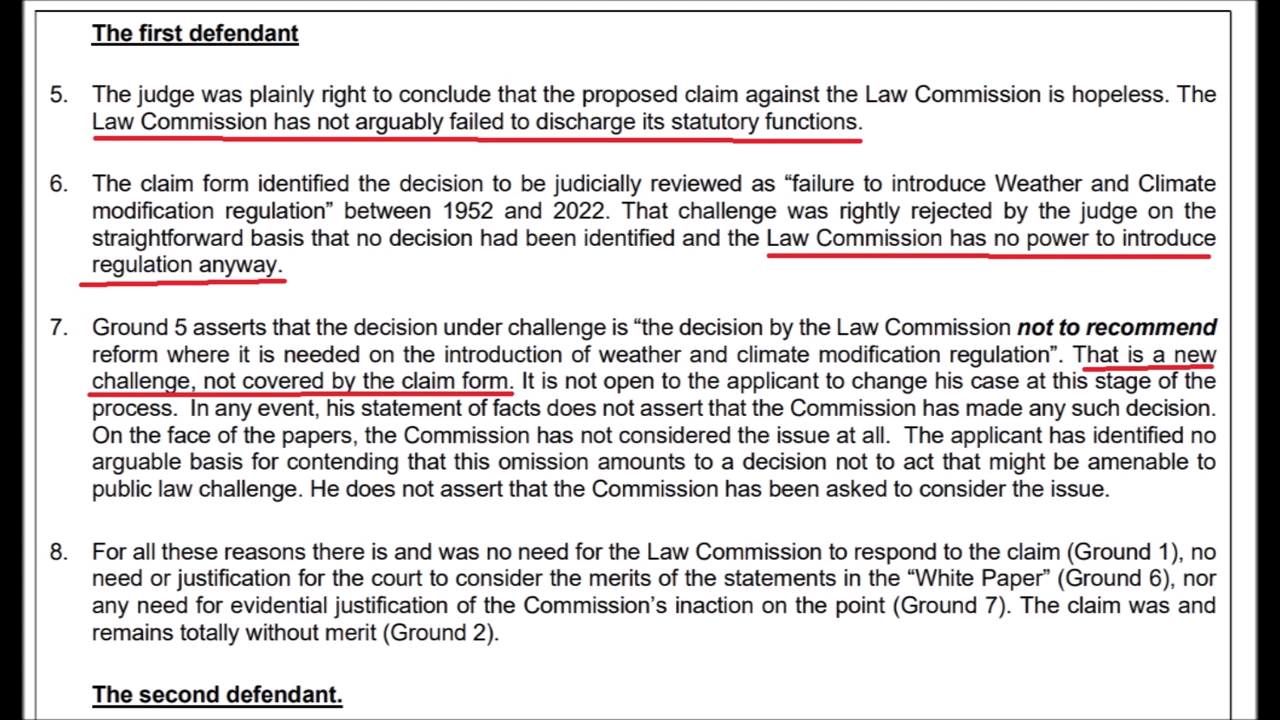 The first defendant
5. The judge was plainly right to conclude that the proposed claim against the Law Commission is hopeless. The
Law Commission has not arguably failed to discharge its statutory functions.
6. The claim form identified the decision to be judicially reviewed as “failure to introduce Weather and Climate
modification regulation” between 1952 and 2022. That challenge was rightly rejected by the judge on the
straightforward basis that no decision had been identified and the Law Commission has no power to introduce
regulation anyway.
7. Ground 5 asserts that the decision under challenge is “the decision by the Law Commission not to recommend
reform where it is needed on the introduction of weather and climate modification regulation”. That is a new
challenge, not covered by the claim form. It is not open to the applicant to change his case at this stage of the
process. In any event, his statement of facts does not assert that the Commission has made any such decision.
On the face of the papers, the Commission has not considered the issue at all. The applicant has identified no
arguable basis for contending that this omission amounts to a decision not to act that might be amenable to
public law challenge. He does not assert that the Commission has been asked to consider the issue.
8. For all these reasons there is and was no need for the Law Commission to respond to the claim (Ground 1), no
need or justification for the court to consider the merits of the statements in the “White Paper” (Ground 6), nor
any need for evidential justification of the Commission’s inaction on the point (Ground 7). The claim was and
remains totally without merit (Ground 2).
The second defendant.